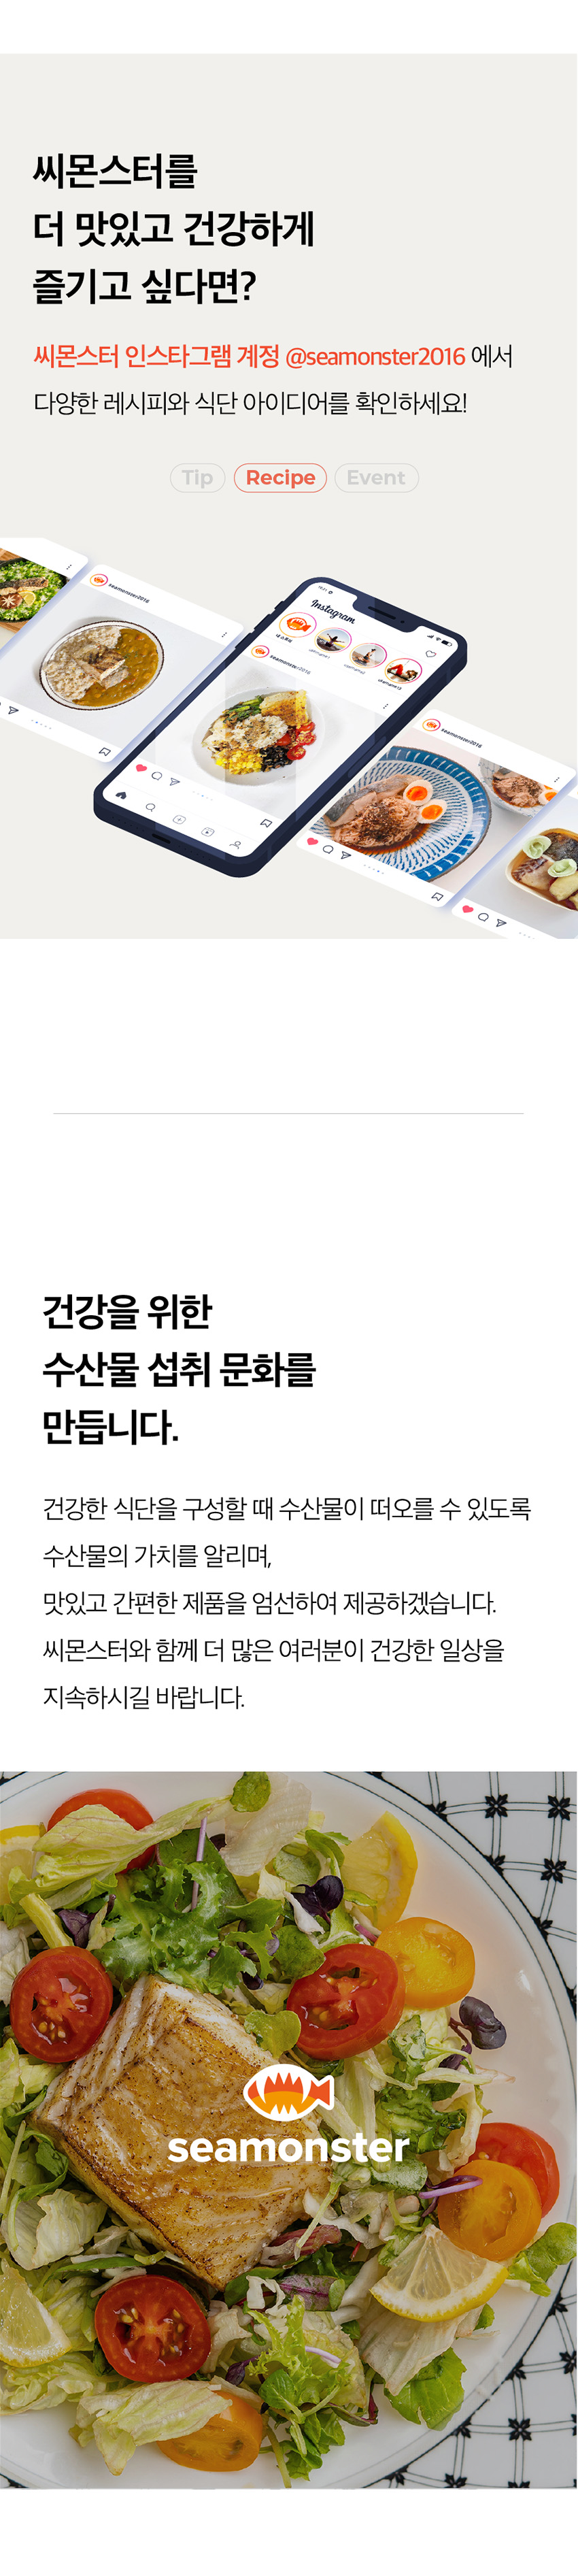 씨몬스터를
더 맛있고 건강하게
즐기고 싶다면?
씨몬스터 인스타그램 계정 @seamonster2016 에서
다양한 레시피와 식단 아이디어를 확인하세요!
Tip
Recipe
Event
Instagram
seamonster2016
seamonster2016
seamonster2016
건강을 위한
수산물 섭취 문화를
만듭니다.
건강한 식단을 구성할 때 수산물이 떠오를 수 있도록
수산물의 가치를 알리며,
맛있고 간편한 제품을 엄선하여 제공하겠습니다.
씨몬스터와 함께 더 많은 여러분이 건강한 일상을
지속하시길 바랍니다.
seamonster